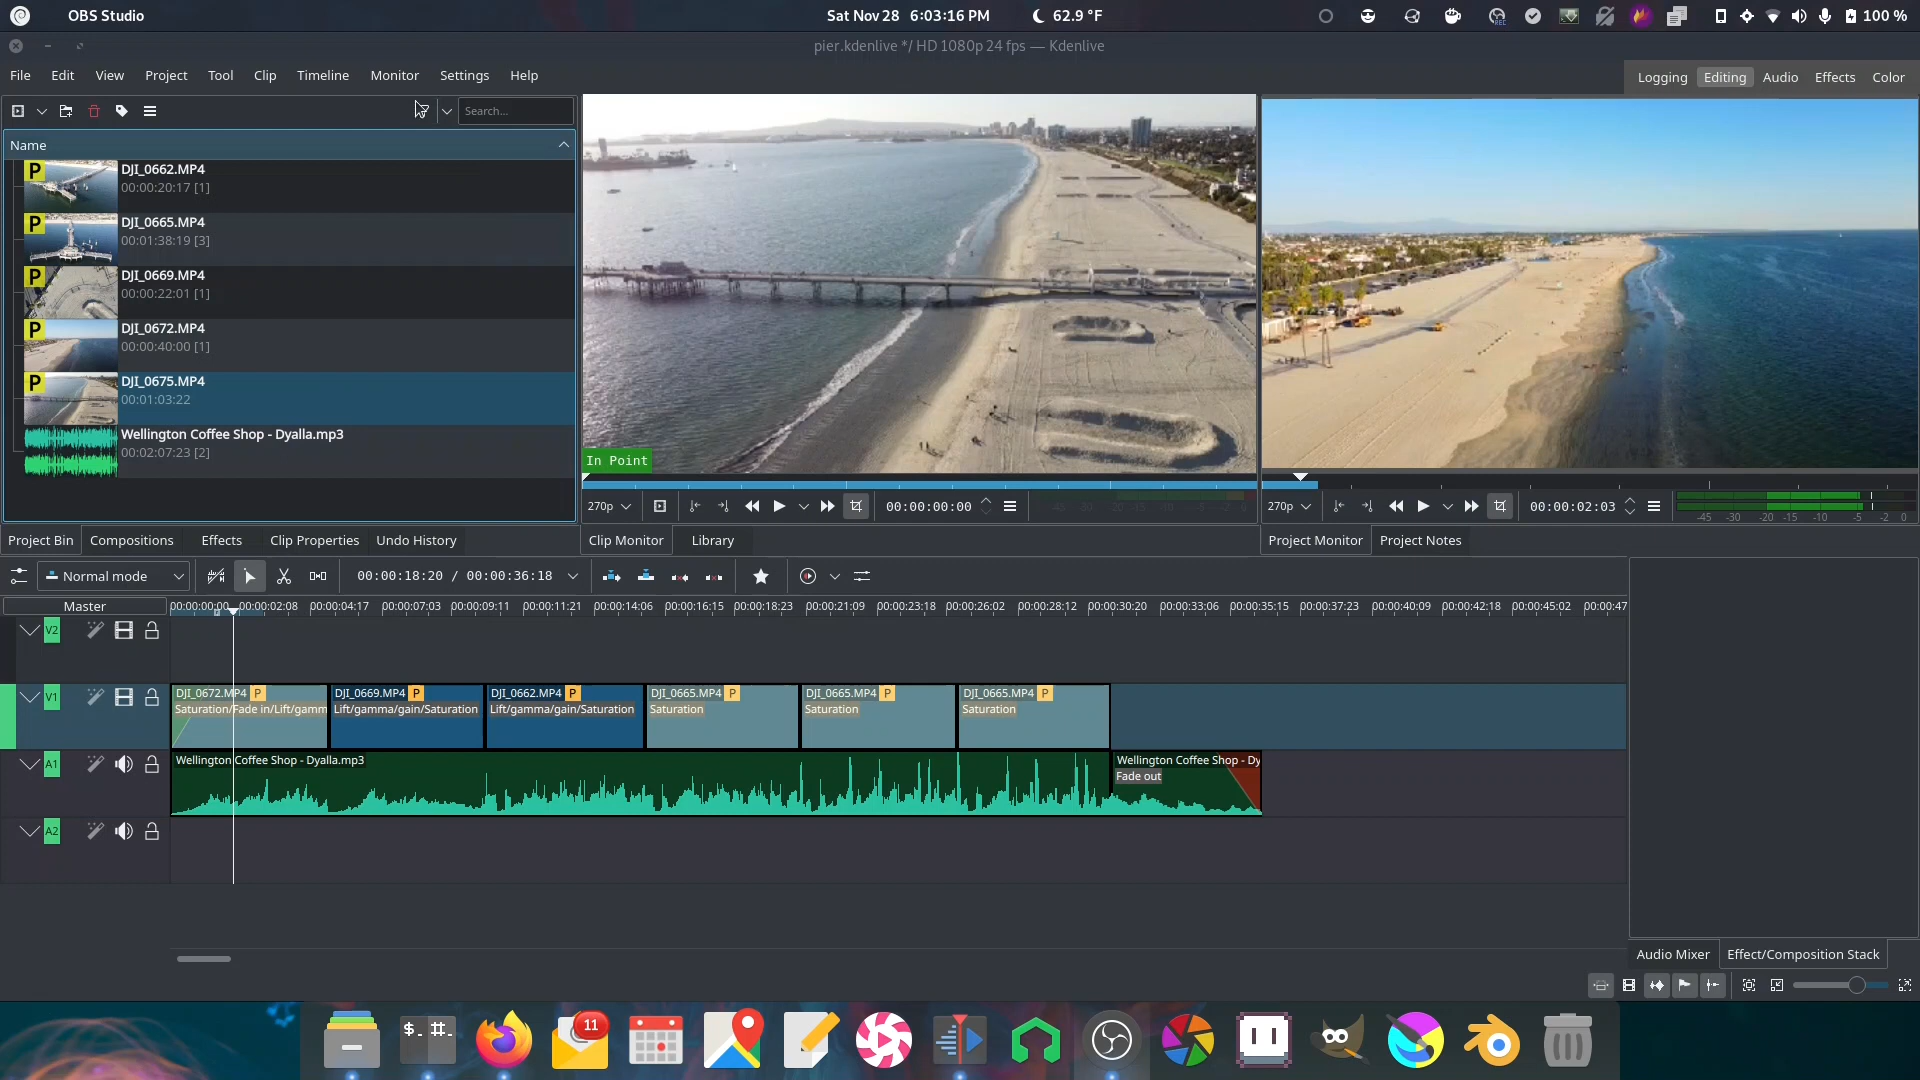 OBS Studio
Sat Nov 28 6:03:16 PM
62.9 °F
REC
100 %
pier.kdenlive */ HD 1080p 24 fps — Kdenlive
File Edit View Project Tool Clip Timeline Monitor Settings Help
Logging Editing Audio Effects Color
Search...
Name
P
DJI_0662.MP4
00:00:20:17 [1]
P
DJI_0665.MP4
00:01:38:19 [3]
P
DJI_0669.MP4
00:00:22:01 [1]
P
DJI_0672.MP4
00:00:40:00 [1]
P
DJI_0675.MP4
00:01:03:22
Wellington Coffee Shop - Dyalla.mp3
00:02:07:23 [2]
In Point
270p
00:00:00:00
270p
00:00:02:03
-45 -30 -20 -15 -10 -5 -2 0
Project Bin Compositions Effects Clip Properties Undo History
Clip Monitor Library
Project Monitor Project Notes
Normal mode
00:00:18:20 / 00:00:36:18
Master
00:00:00:00 00:00:02:08 00:00:04:17 00:00:07:03 00:00:09:11 00:00:11:21 00:00:14:06 00:00:16:15 00:00:18:23 00:00:21:09 00:00:23:18 00:00:26:02 00:00:28:12 00:00:30:20 00:00:33:06 00:00:35:15 00:00:37:23 00:00:40:09 00:00:42:18 00:00:45:02 00:00:47
V2
V1
DJI_0672.MP4 P DJI_0669.MP4 P DJI_0662.MP4 P DJI_0665.MP4 P DJI_0665.MP4 P DJI_0665.MP4 P
Saturation/Fade in/Lift/gamm Lift/gamma/gain/Saturation Lift/gamma/gain/Saturation Saturation Saturation Saturation
A1
Wellington Coffee Shop - Dyalla.mp3
Wellington Coffee Shop - Dy
Fade out
A2
Audio Mixer Effect/Composition Stack
$. #.
11